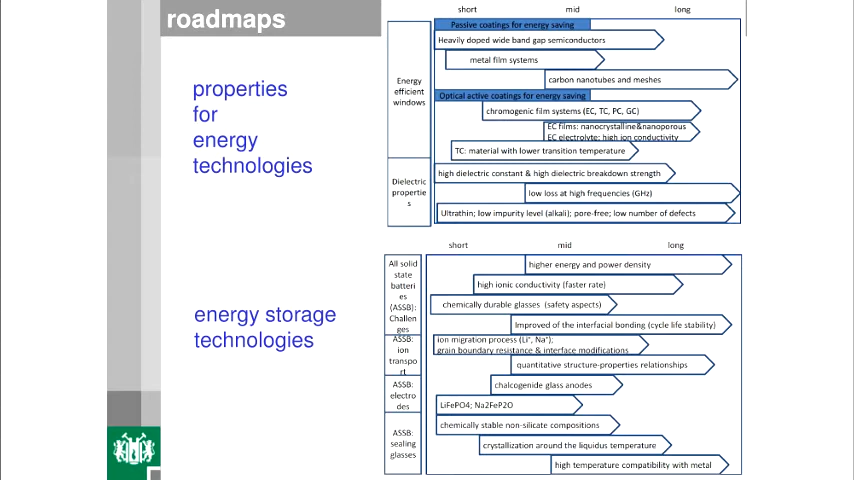 roadmaps
properties
for
energy
technologies
short mid long
Energy
efficient
windows
Passive coatings for energy saving
Heavily doped wide band gap semiconductors
metal film systems
carbon nanotubes and meshes
Optical active coatings for energy saving
chromogenic film systems (EC, TC, PC, GC)
EC films: nanocrystalline&nanoporous
EC electrolyte; high ion conductivity
TC: material with lower transition temperature
Dielectric
propertie
s
high dielectric constant & high dielectric breakdown strength
low loss at high frequencies (GHz)
Ultrathin; low impurity level (alkali); pore-free; low number of defects
energy storage
technologies
short mid long
All solid
state
batteri
es
(ASSB):
Challen
ges
higher energy and power density
high ionic conductivity (faster rate)
chemically durable glasses (safety aspects)
Improved of the interfacial bonding (cycle life stability)
ASSB:
ion
transpo
rt
ion migration process (Li⁺, Na⁺);
grain boundary resistance & interface modifications
quantitative structure-properties relationships
ASSB:
electro
des
chalcogenide glass anodes
LiFePO4; Na2FeP2O
ASSB:
sealing
glasses
chemically stable non-silicate compositions
crystallization around the liquidus temperature
high temperature compatibility with metal